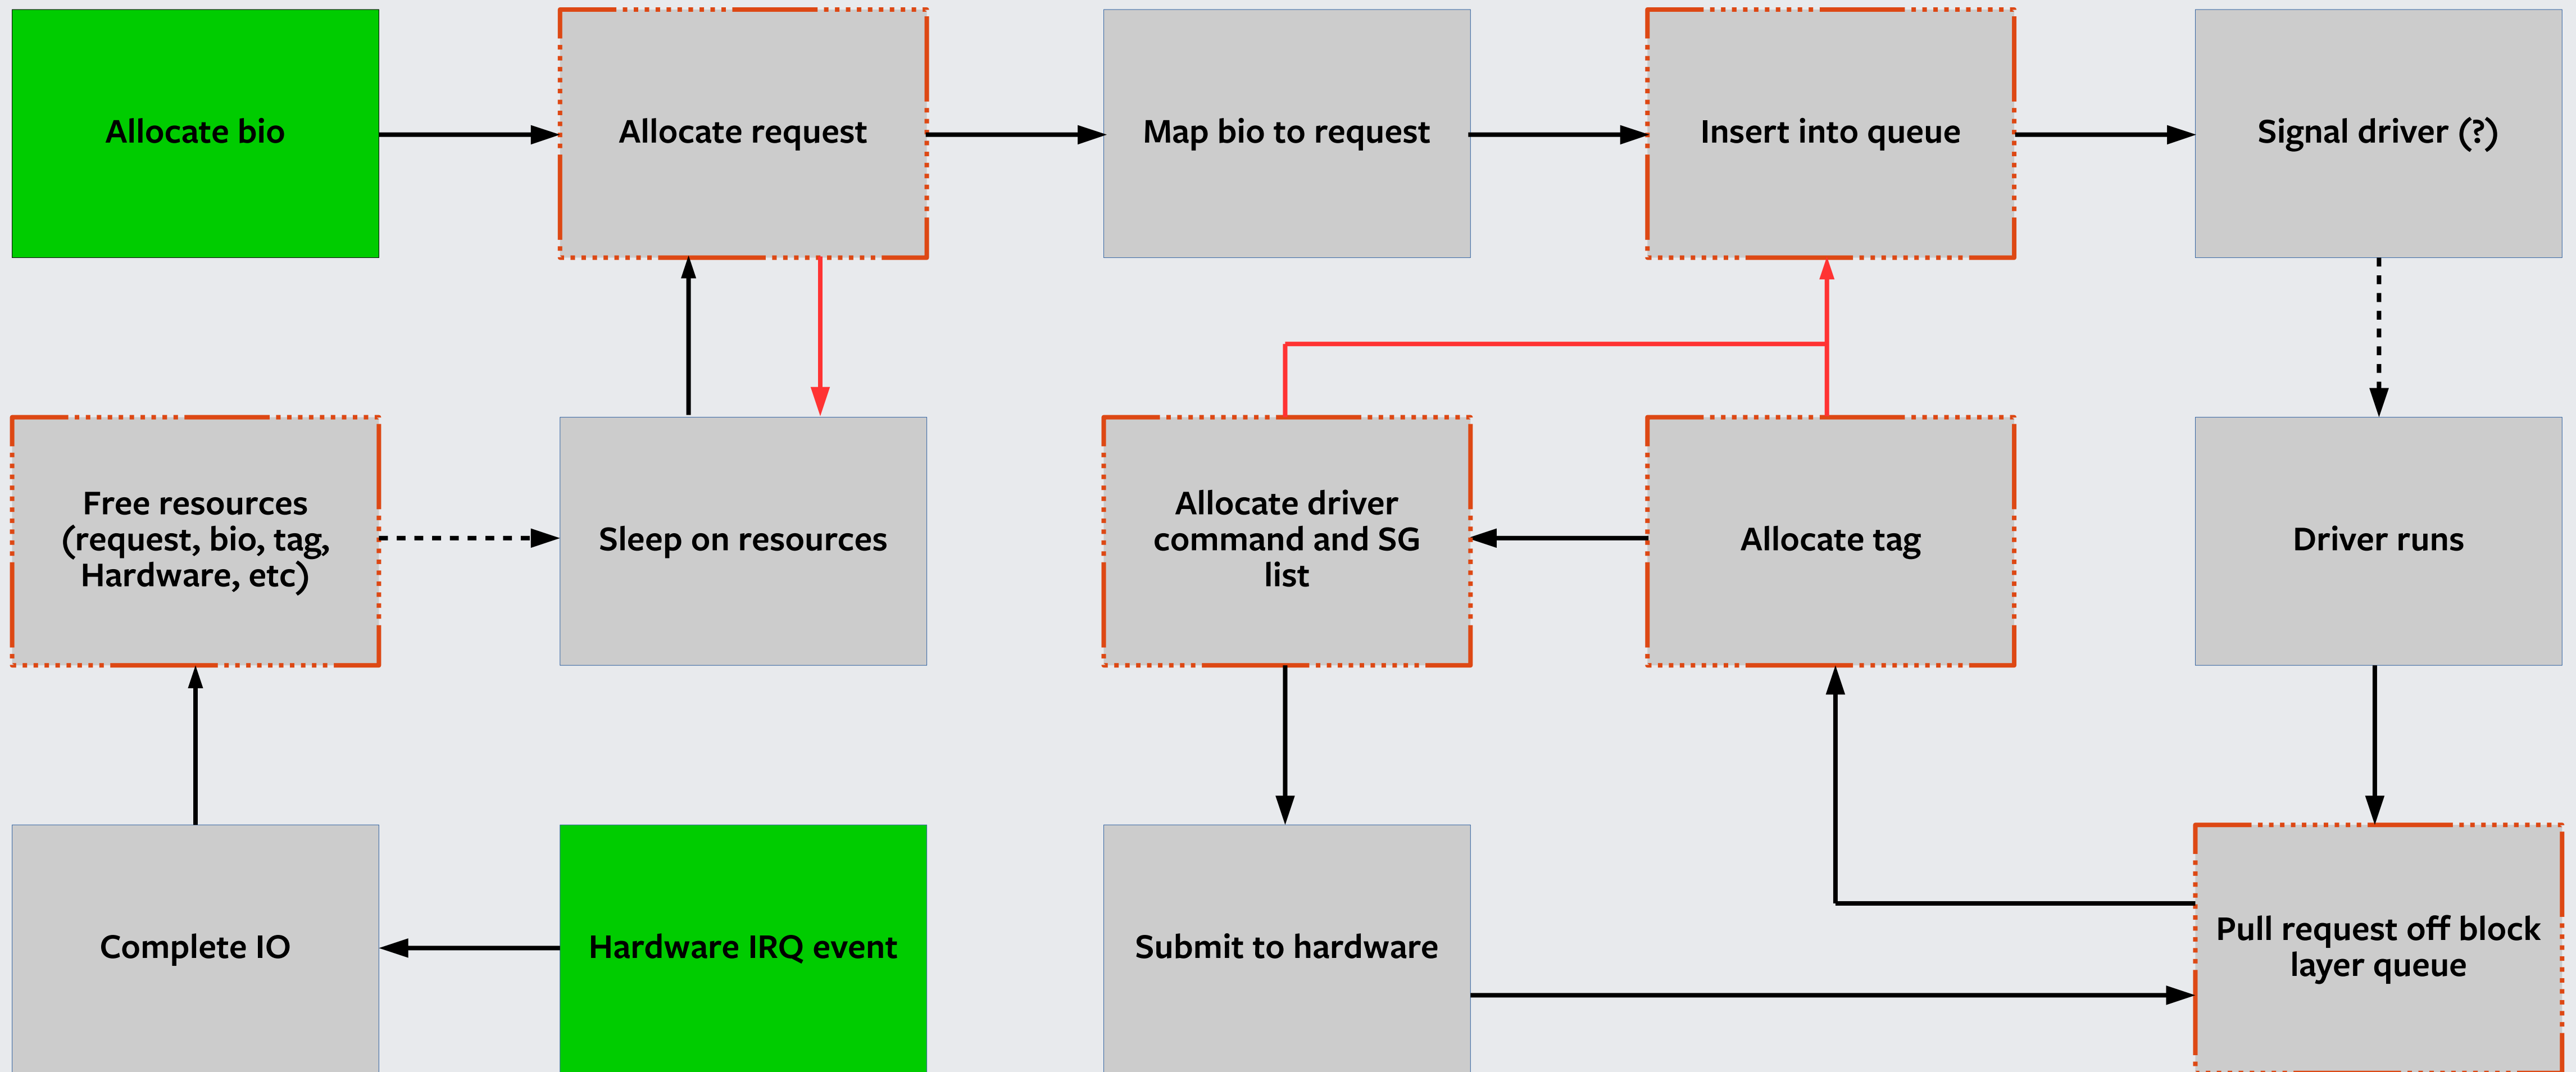 Allocate bio
Allocate request
Map bio to request
Insert into queue
Signal driver (?)
Free resources
(request, bio, tag,
Hardware, etc)
Sleep on resources
Allocate driver
command and SG
list
Allocate tag
Driver runs
Complete IO
Hardware IRQ event
Submit to hardware
Pull request off block
layer queue